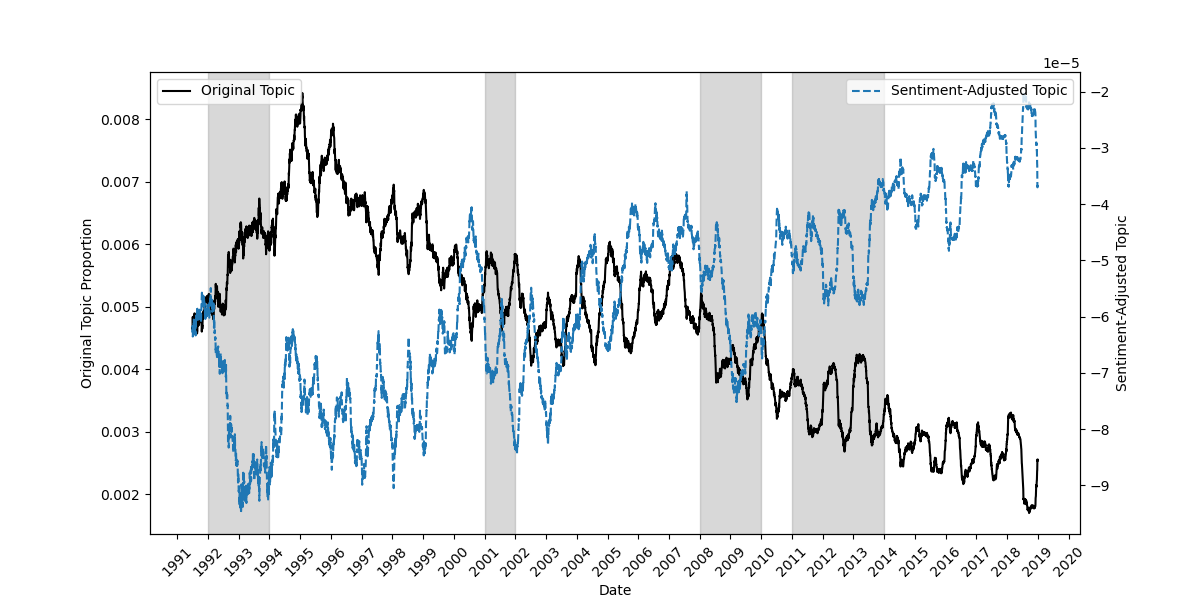 1e−5
Original Topic
Sentiment-Adjusted Topic
0.008
0.007
0.006
0.005
0.004
0.003
0.002
Original Topic Proportion
−2
−3
−4
−5
−6
−7
−8
−9
Sentiment-Adjusted Topic
1991 1992 1993 1994 1995 1996 1997 1998 1999 2000 2001 2002 2003 2004 2005 2006 2007 2008 2009 2010 2011 2012 2013 2014 2015 2016 2017 2018 2019 2020
Date